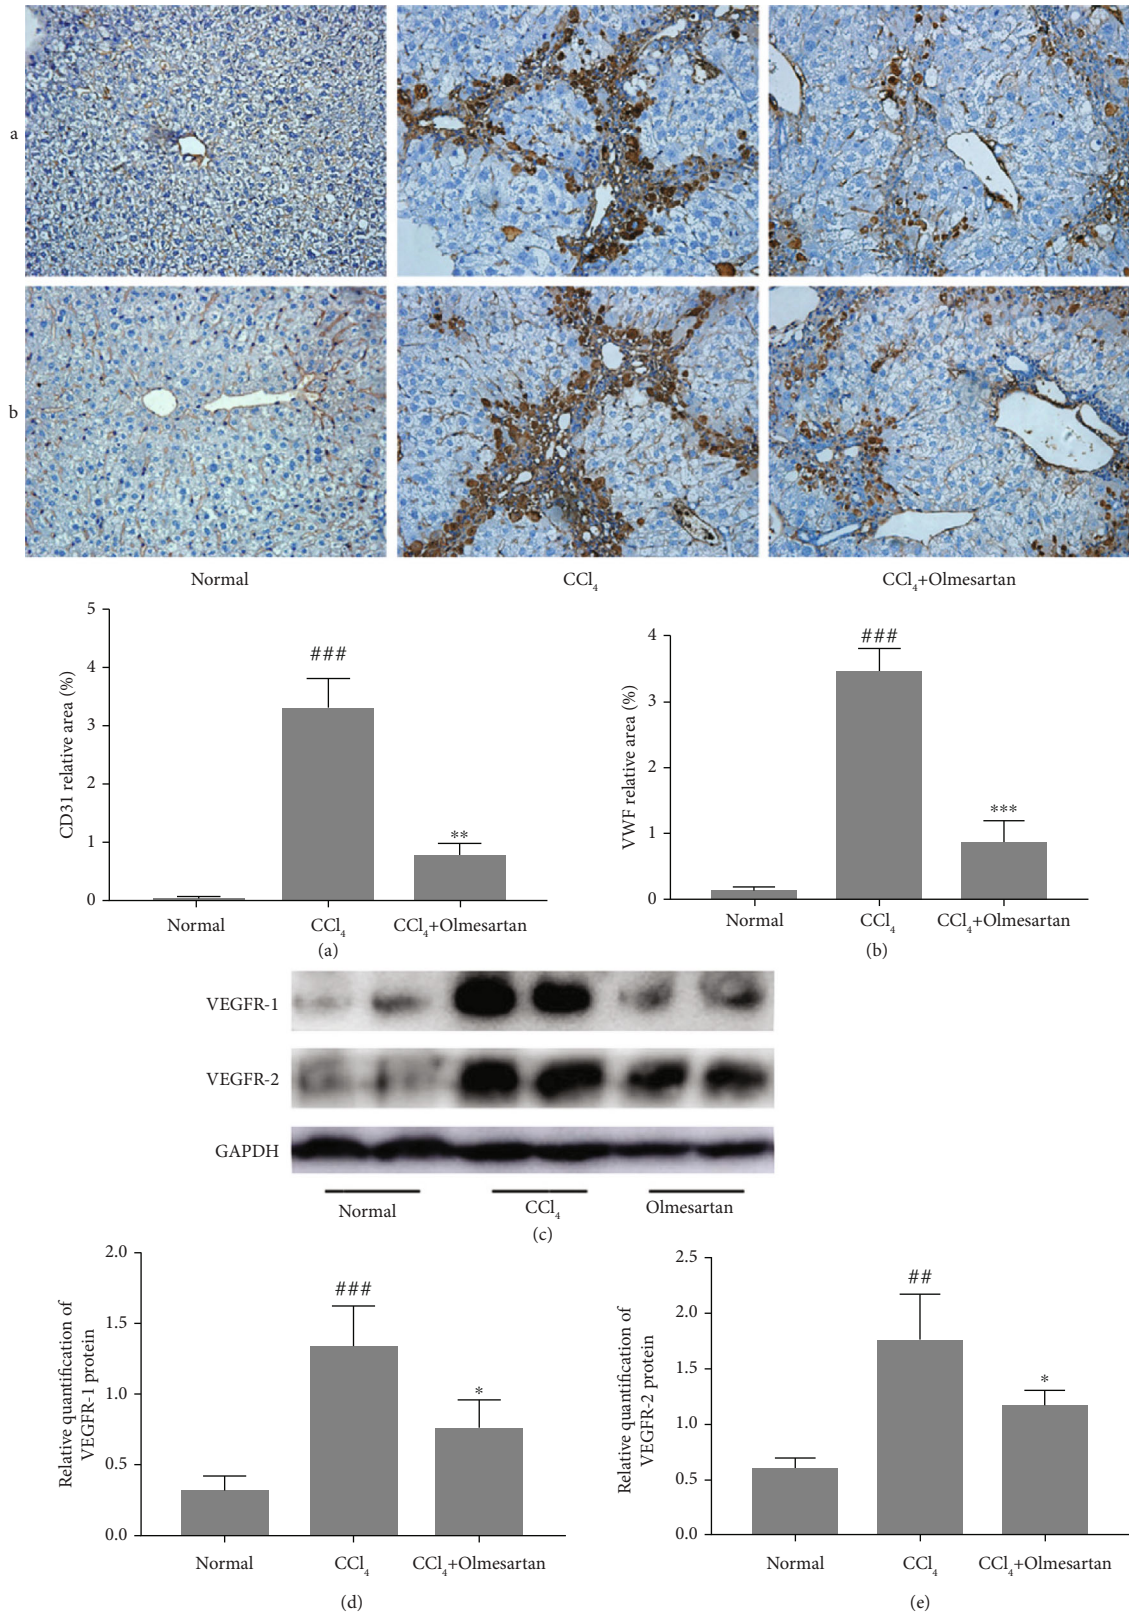 a
b
Normal
CCl₄
CCl₄+Olmesartan
5
4
3
2
1
0
CD31 relative area (%)
###
**
Normal
CCl₄
CCl₄+Olmesartan
(a)
4
3
2
1
0
VWF relative area (%)
###
***
Normal
CCl₄
CCl₄+Olmesartan
(b)
VEGFR-1
VEGFR-2
GAPDH
Normal
CCl₄
Olmesartan
(c)
2.0
1.5
1.0
0.5
0.0
Relative quantification of
VEGFR-1 protein
###
*
Normal
CCl₄
CCl₄+Olmesartan
(d)
2.5
2.0
1.5
1.0
0.5
0.0
Relative quantification of
VEGFR-2 protein
##
*
Normal
CCl₄
CCl₄+Olmesartan
(e)